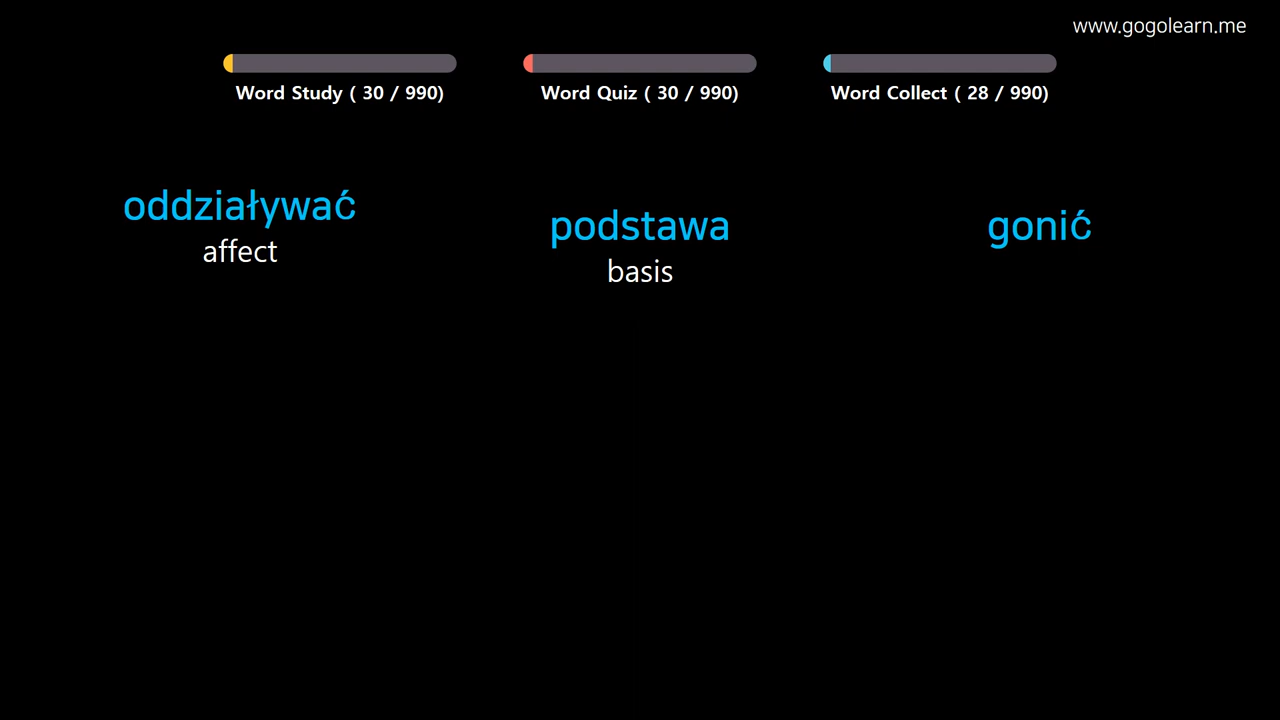 www.gogolearn.me
Word Study ( 30 / 990)
Word Quiz ( 30 / 990)
Word Collect ( 28 / 990)
oddziaływać
affect
podstawa
basis
gonić